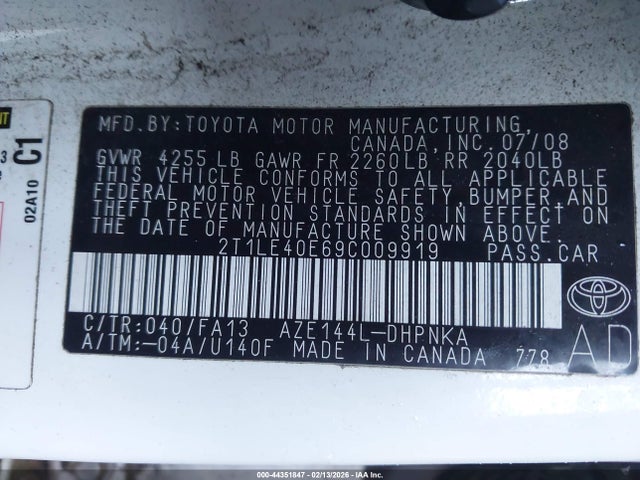 MFD.BY:TOYOTA MOTOR MANUFACTURING,
CANADA,INC.07/08
GVWR 4255 LB GAWR FR 2260LB RR 2040LB
THIS VEHICLE CONFORMS TO ALL APPLICABLE
FEDERAL MOTOR VEHICLE SAFETY,BUMPER,AND
THEFT PREVENTION STANDARDS IN EFFECT ON
THE DATE OF MANUFACTURE SHOWN ABOVE.
2T1LE40E69C009919 PASS.CAR
C/TR:040/FA13 AZE144L-DHPNKA
A/TM:-04A/U140F MADE IN CANADA 778
AD
C1
02A10
000-44351847 - 02/13/2026 - IAAI.COM